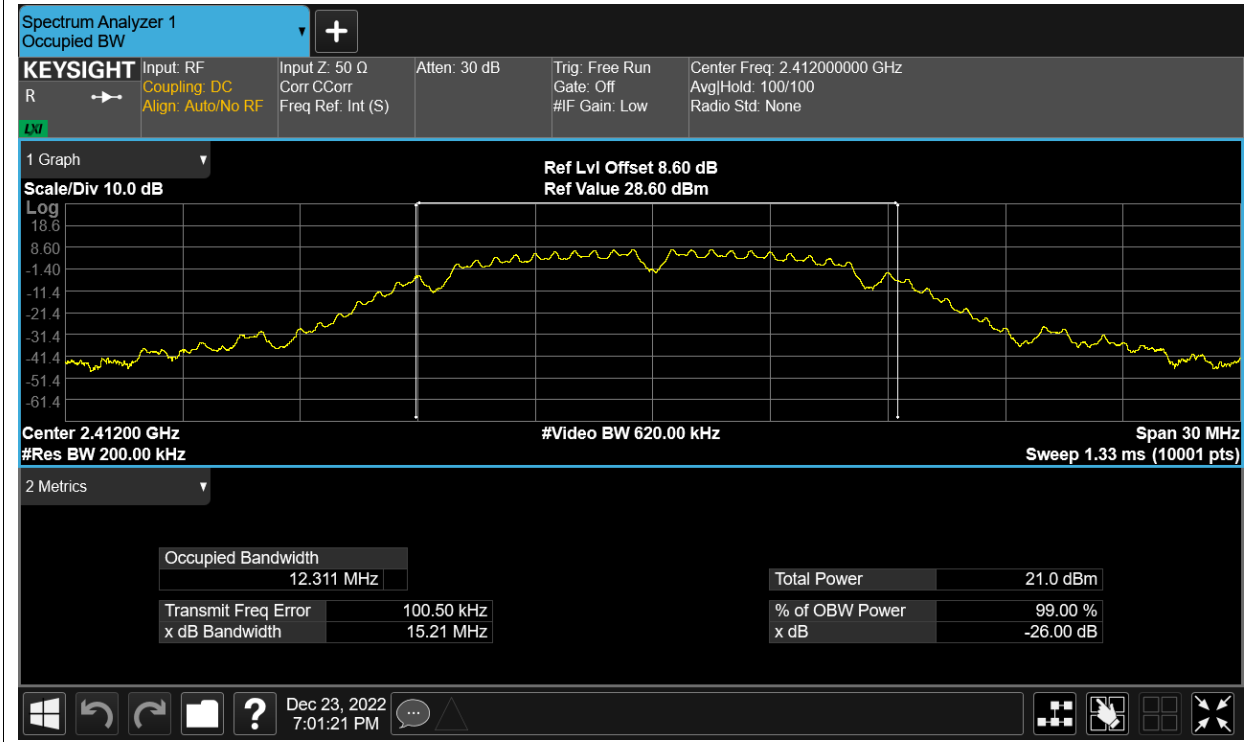 Spectrum Analyzer 1
Occupied BW
KEYSIGHT
R
LXI
Input: RF
Coupling: DC
Align: Auto/No RF
Input Z: 50 Ω
Corr CCorr
Freq Ref: Int (S)
Atten: 30 dB
Trig: Free Run
Gate: Off
#IF Gain: Low
Center Freq: 2.412000000 GHz
Avg|Hold: 100/100
Radio Std: None
1 Graph
Scale/Div 10.0 dB
Ref Lvl Offset 8.60 dB
Ref Value 28.60 dBm
Log
18.6
8.60
-1.40
-11.4
-21.4
-31.4
-41.4
-51.4
-61.4
Center 2.41200 GHz
#Video BW 620.00 kHz
Span 30 MHz
#Res BW 200.00 kHz
Sweep 1.33 ms (10001 pts)
2 Metrics
Occupied Bandwidth
12.311 MHz
Total Power 21.0 dBm
Transmit Freq Error 100.50 kHz
% of OBW Power 99.00 %
x dB Bandwidth 15.21 MHz
x dB -26.00 dB
?
Dec 23, 2022
7:01:21 PM